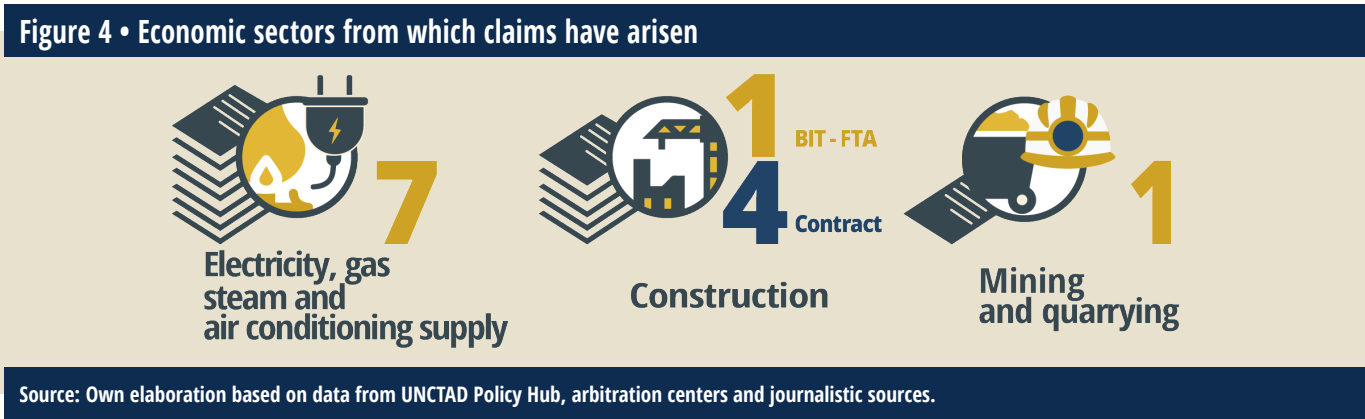 Figure 4 • Economic sectors from which claims have arisen
7
Electricity, gas
steam and
air conditioning supply
1 BIT - FTA
4 Contract
Construction
1
Mining
and quarrying
Source: Own elaboration based on data from UNCTAD Policy Hub, arbitration centers and journalistic sources.